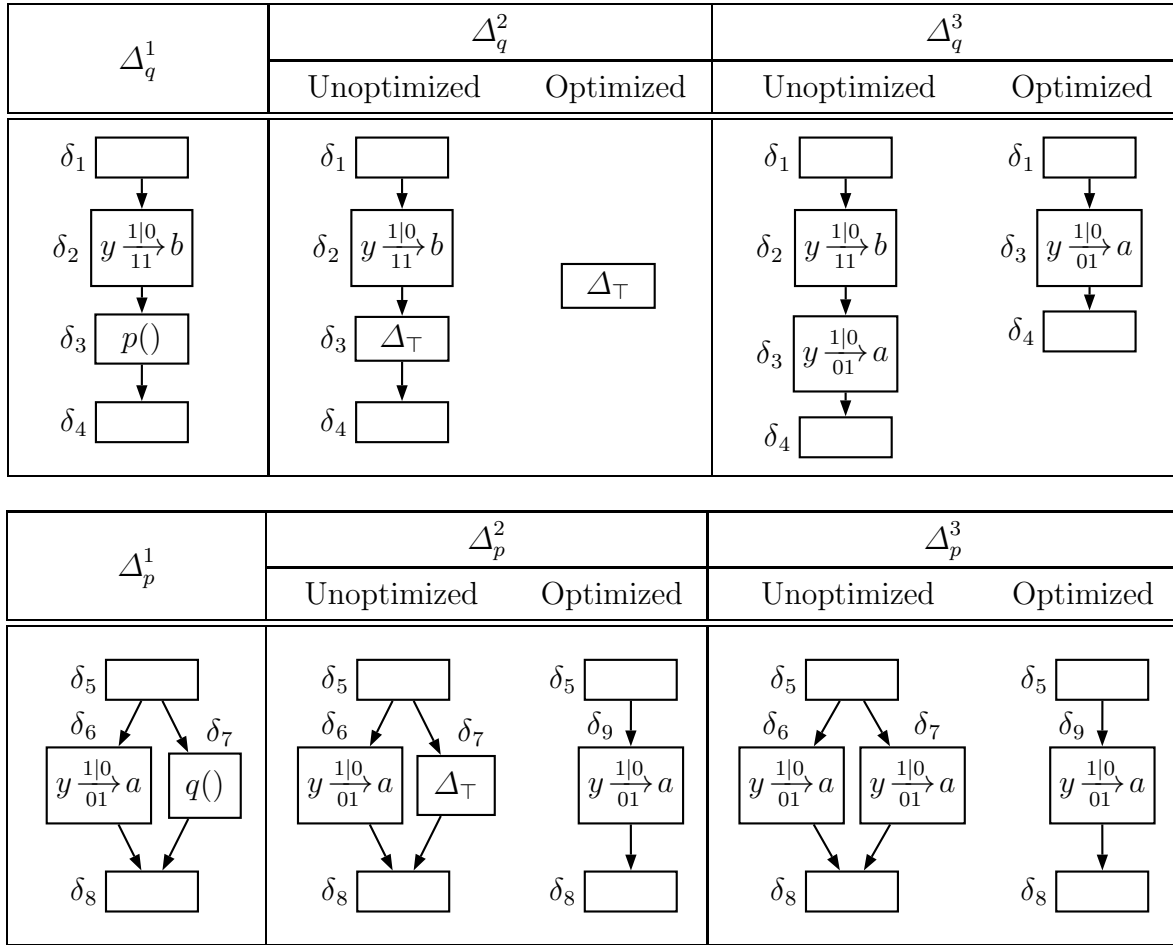 Δ_q^1 Δ_q^2 Δ_q^3
Unoptimized Optimized Unoptimized Optimized
δ_1 δ_1 δ_1 δ_1
δ_2 y 1|0 11 b δ_2 y 1|0 11 b δ_2 y 1|0 11 b δ_3 y 1|0 01 a
Δ_⊤
δ_3 p() δ_3 Δ_⊤ δ_3 y 1|0 01 a δ_4
δ_4 δ_4 δ_4
Δ_p^1 Δ_p^2 Δ_p^3
Unoptimized Optimized Unoptimized Optimized
δ_5 δ_5 δ_5 δ_5 δ_5
δ_6 δ_7 δ_6 δ_7 δ_9 δ_6 δ_7 δ_9
y 1|0 01 a q() y 1|0 01 a Δ_⊤ y 1|0 01 a y 1|0 01 a y 1|0 01 a y 1|0 01 a
δ_8 δ_8 δ_8 δ_8 δ_8